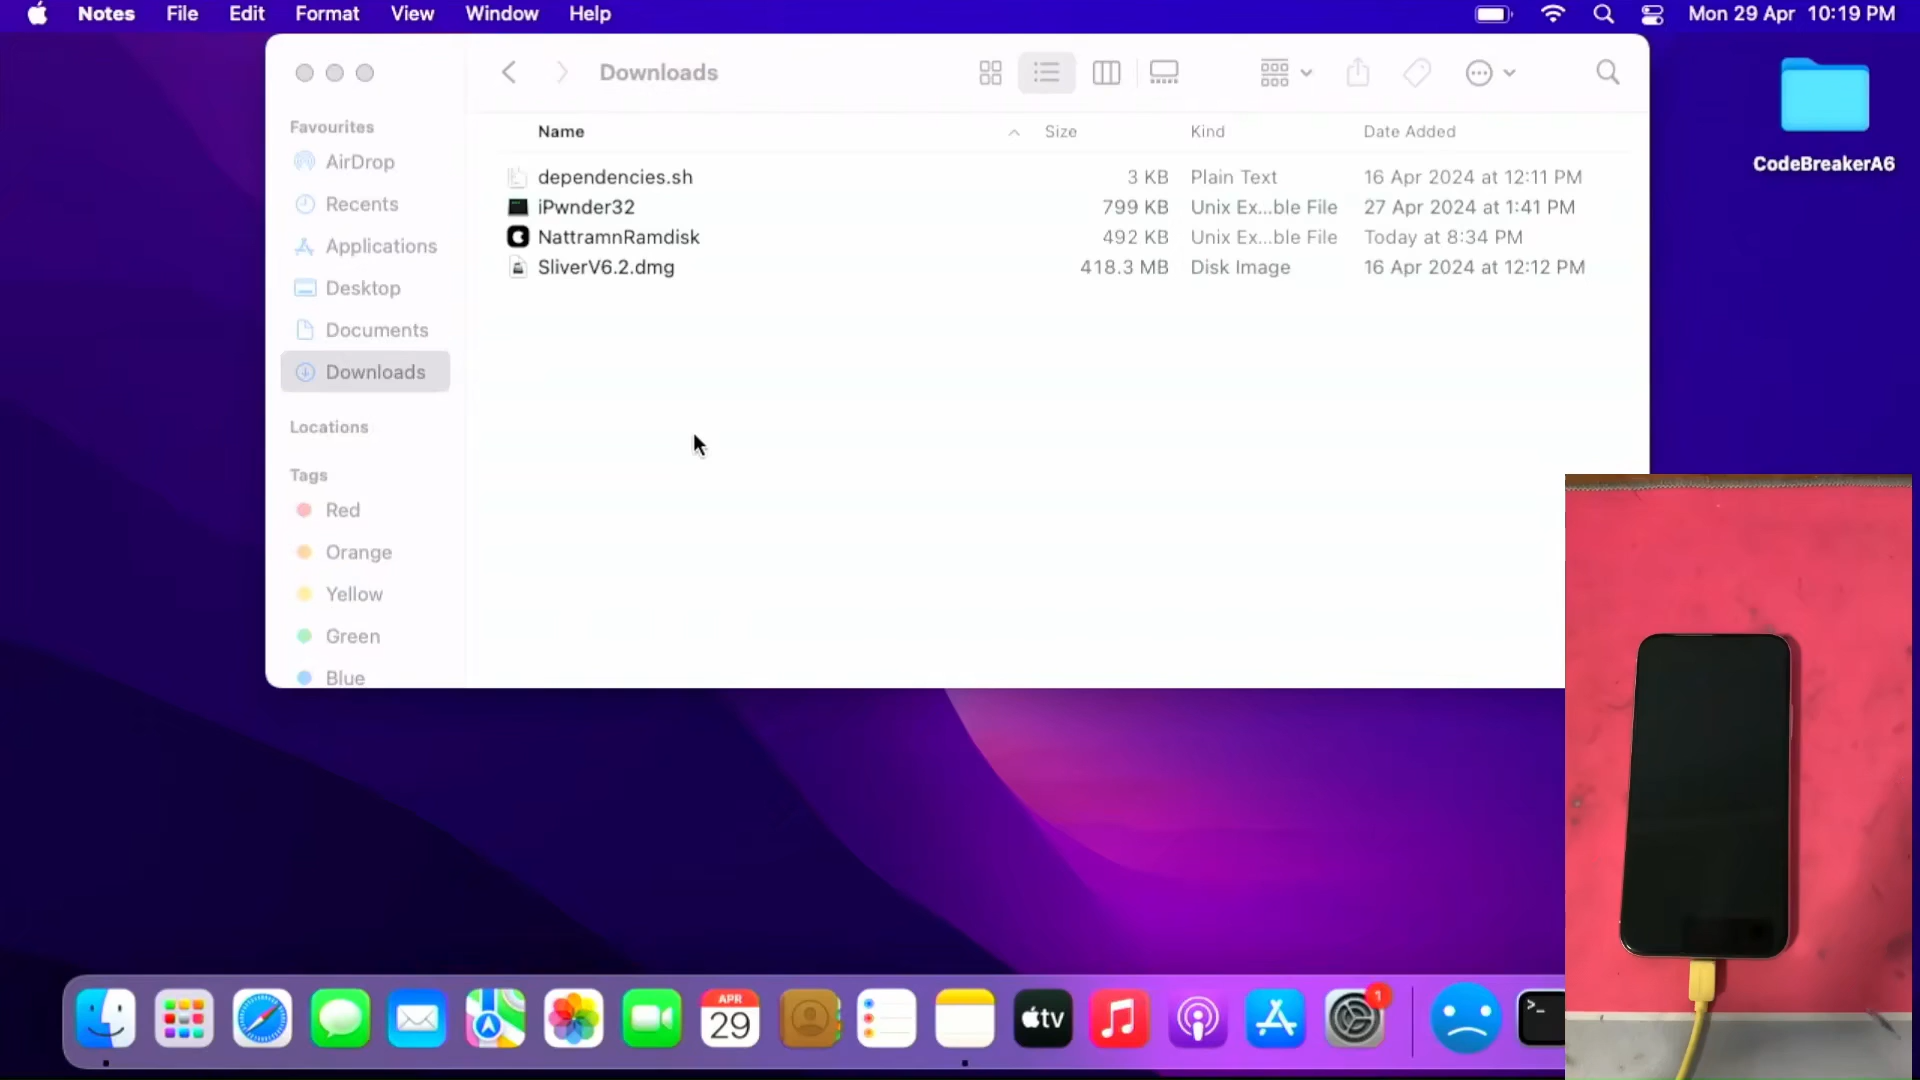 Notes File Edit Format View Window Help Mon 29 Apr 10:19 PM
Downloads
CodeBreakerA6
Favourites
AirDrop
Recents
Applications
Desktop
Documents
Downloads
Locations
Tags
Red
Orange
Yellow
Green
Blue
Name Size Kind Date Added
dependencies.sh 3 KB Plain Text 16 Apr 2024 at 12:11 PM
iPwnder32 799 KB Unix Ex...ble File 27 Apr 2024 at 1:41 PM
NattramnRamdisk 492 KB Unix Ex...ble File Today at 8:34 PM
SliverV6.2.dmg 418.3 MB Disk Image 16 Apr 2024 at 12:12 PM
APR
29
tv
1
>_